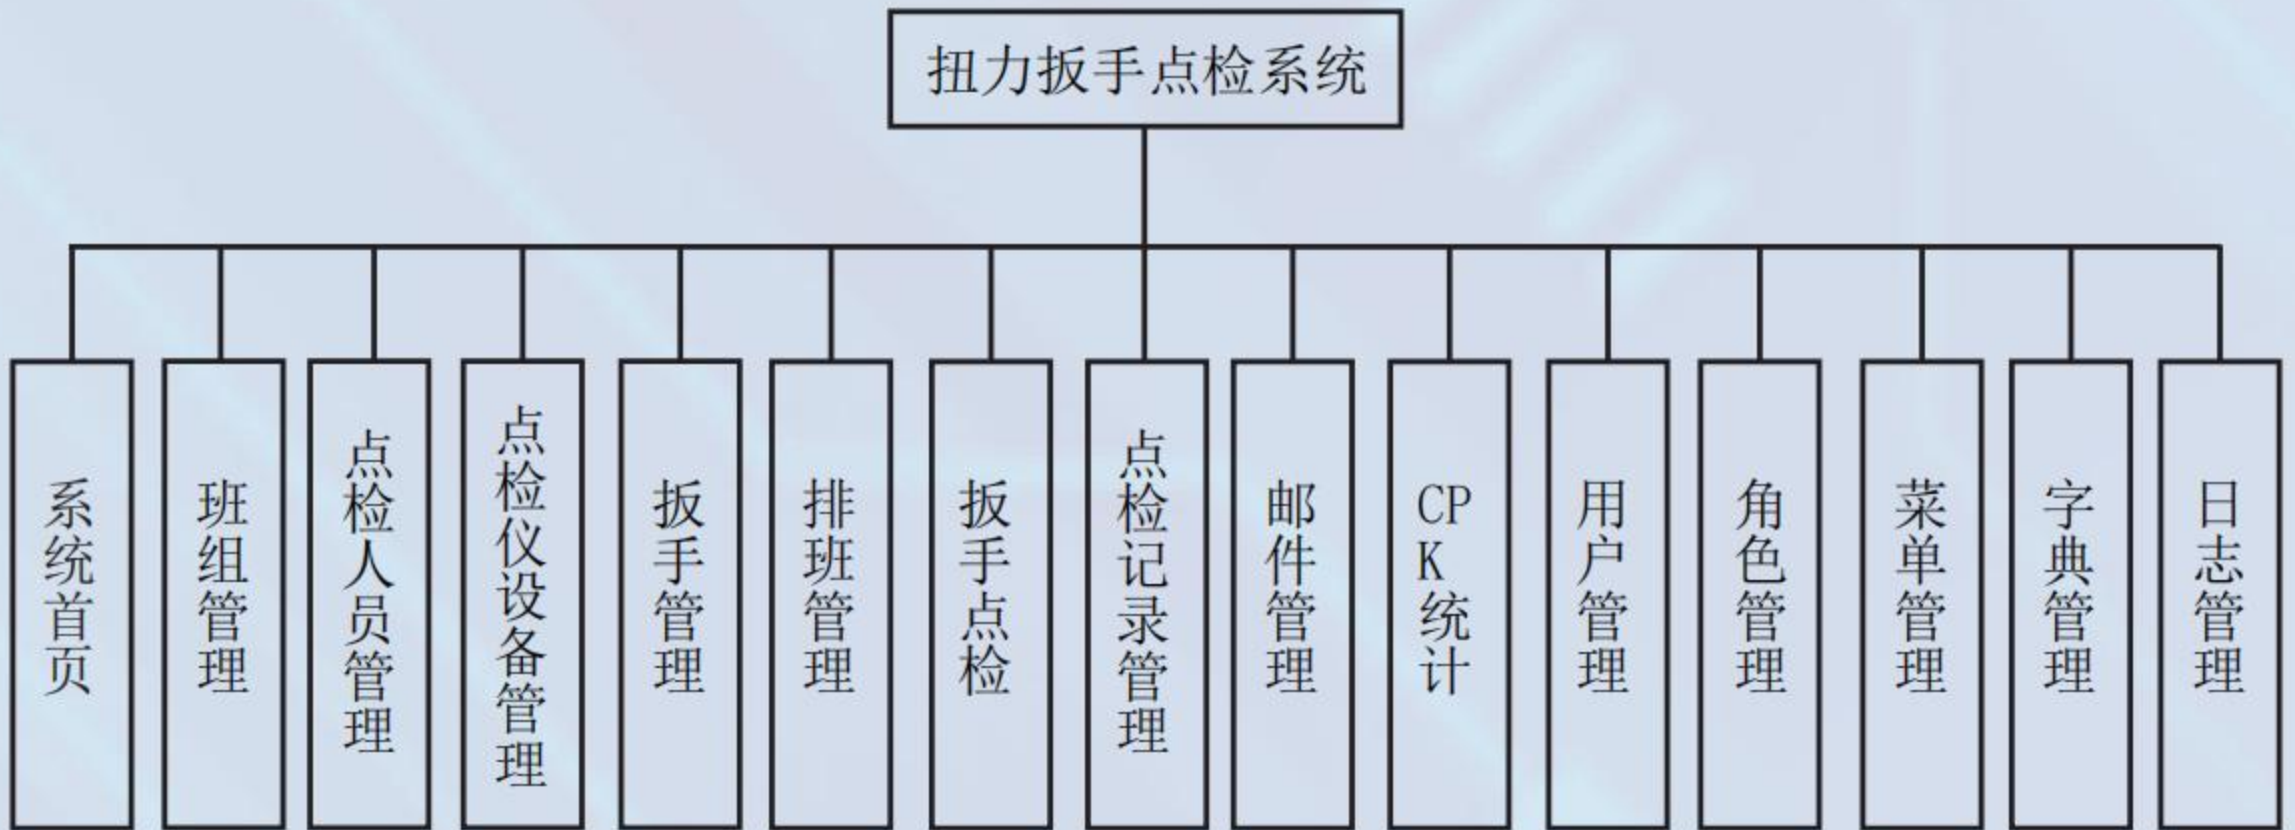 扭力扳手点检系统
系统首页
班组管理
点检人员管理
点检仪设备管理
扳手管理
排班管理
扳手点检
点检记录管理
邮件管理
CPK统计
用户管理
角色管理
菜单管理
字典管理
日志管理